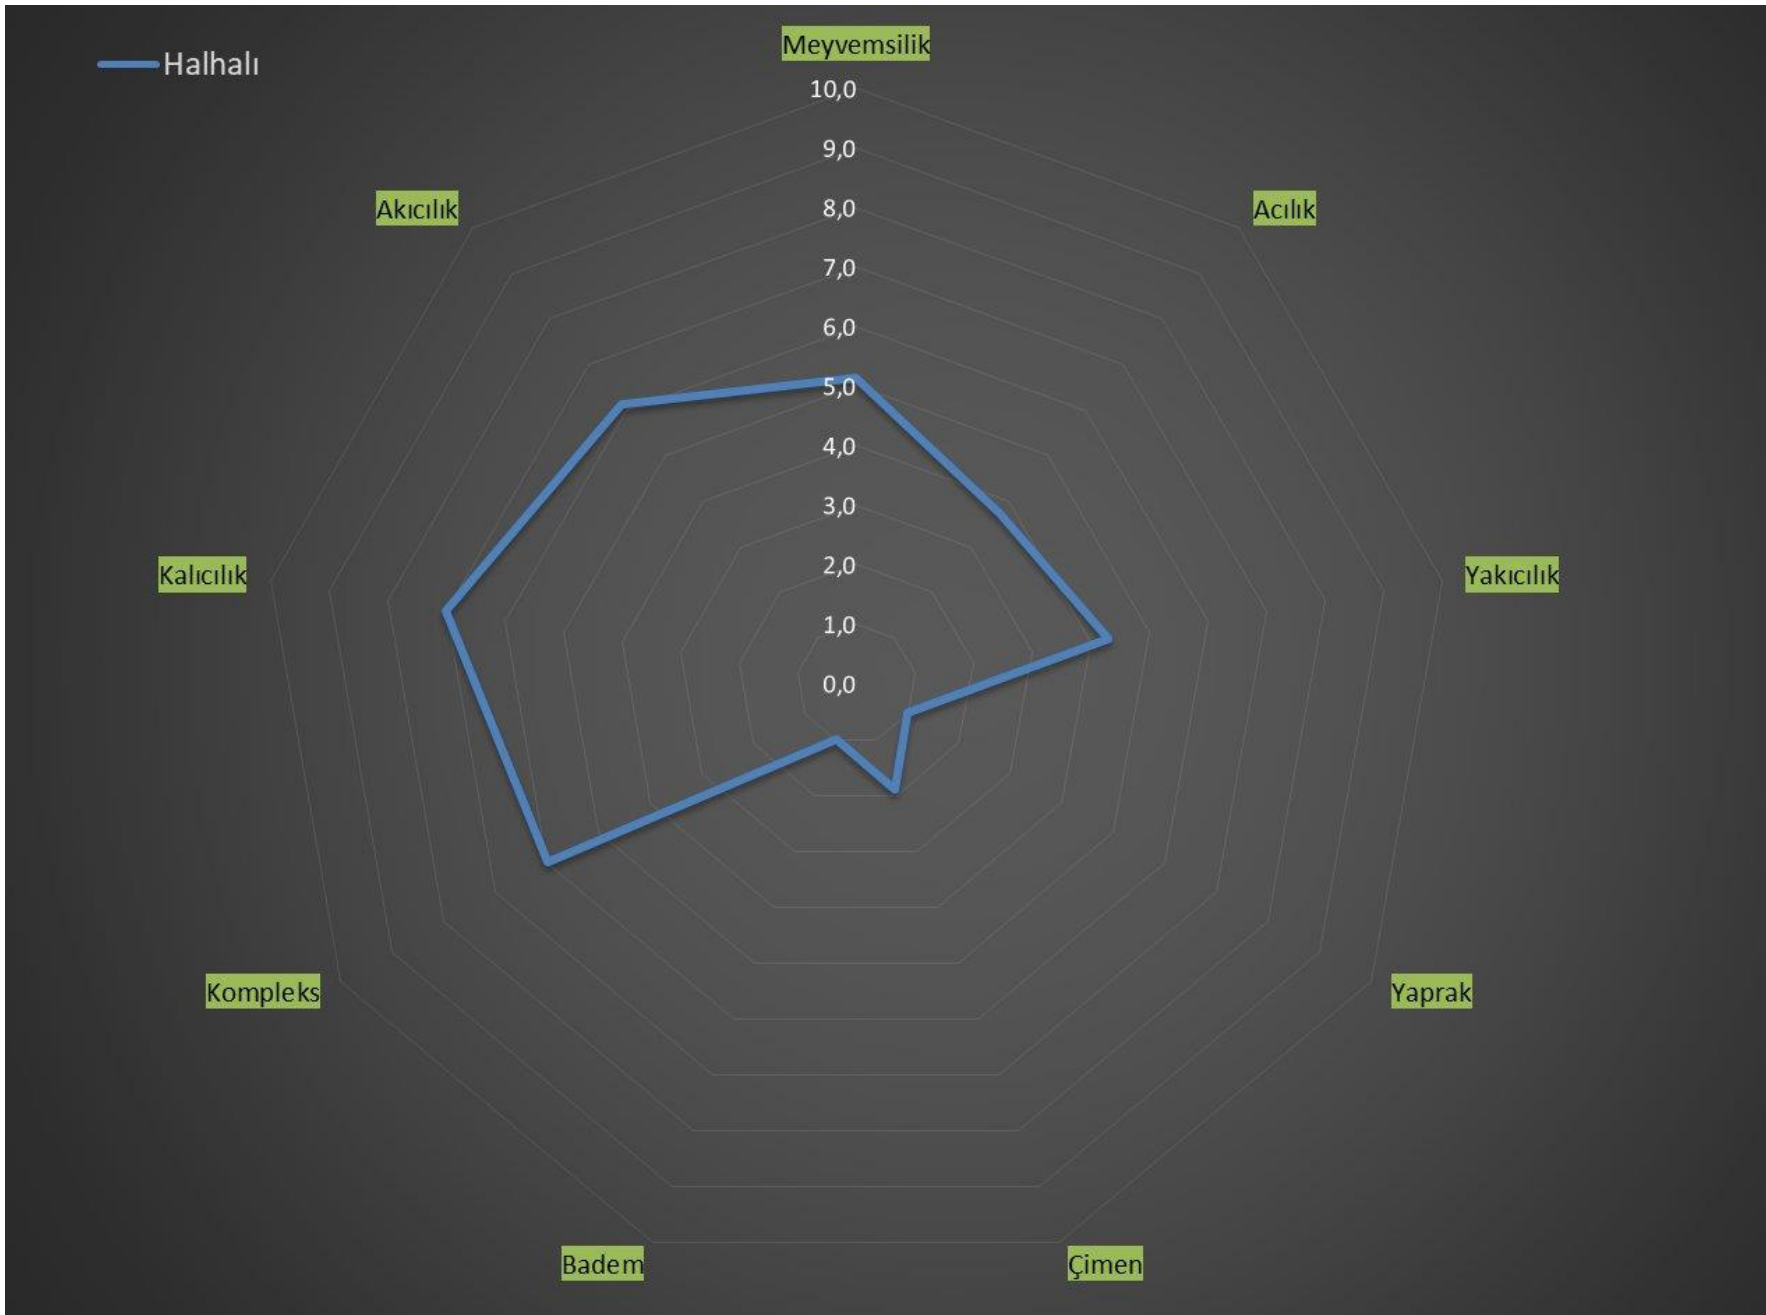 Halhalı
Meyvemsilik
10,0
9,0
8,0
7,0
6,0
5,0
4,0
3,0
2,0
1,0
0,0
Acılık
Yakıcılık
Yaprak
Çimen
Badem
Kompleks
Kalıcılık
Akıcılık